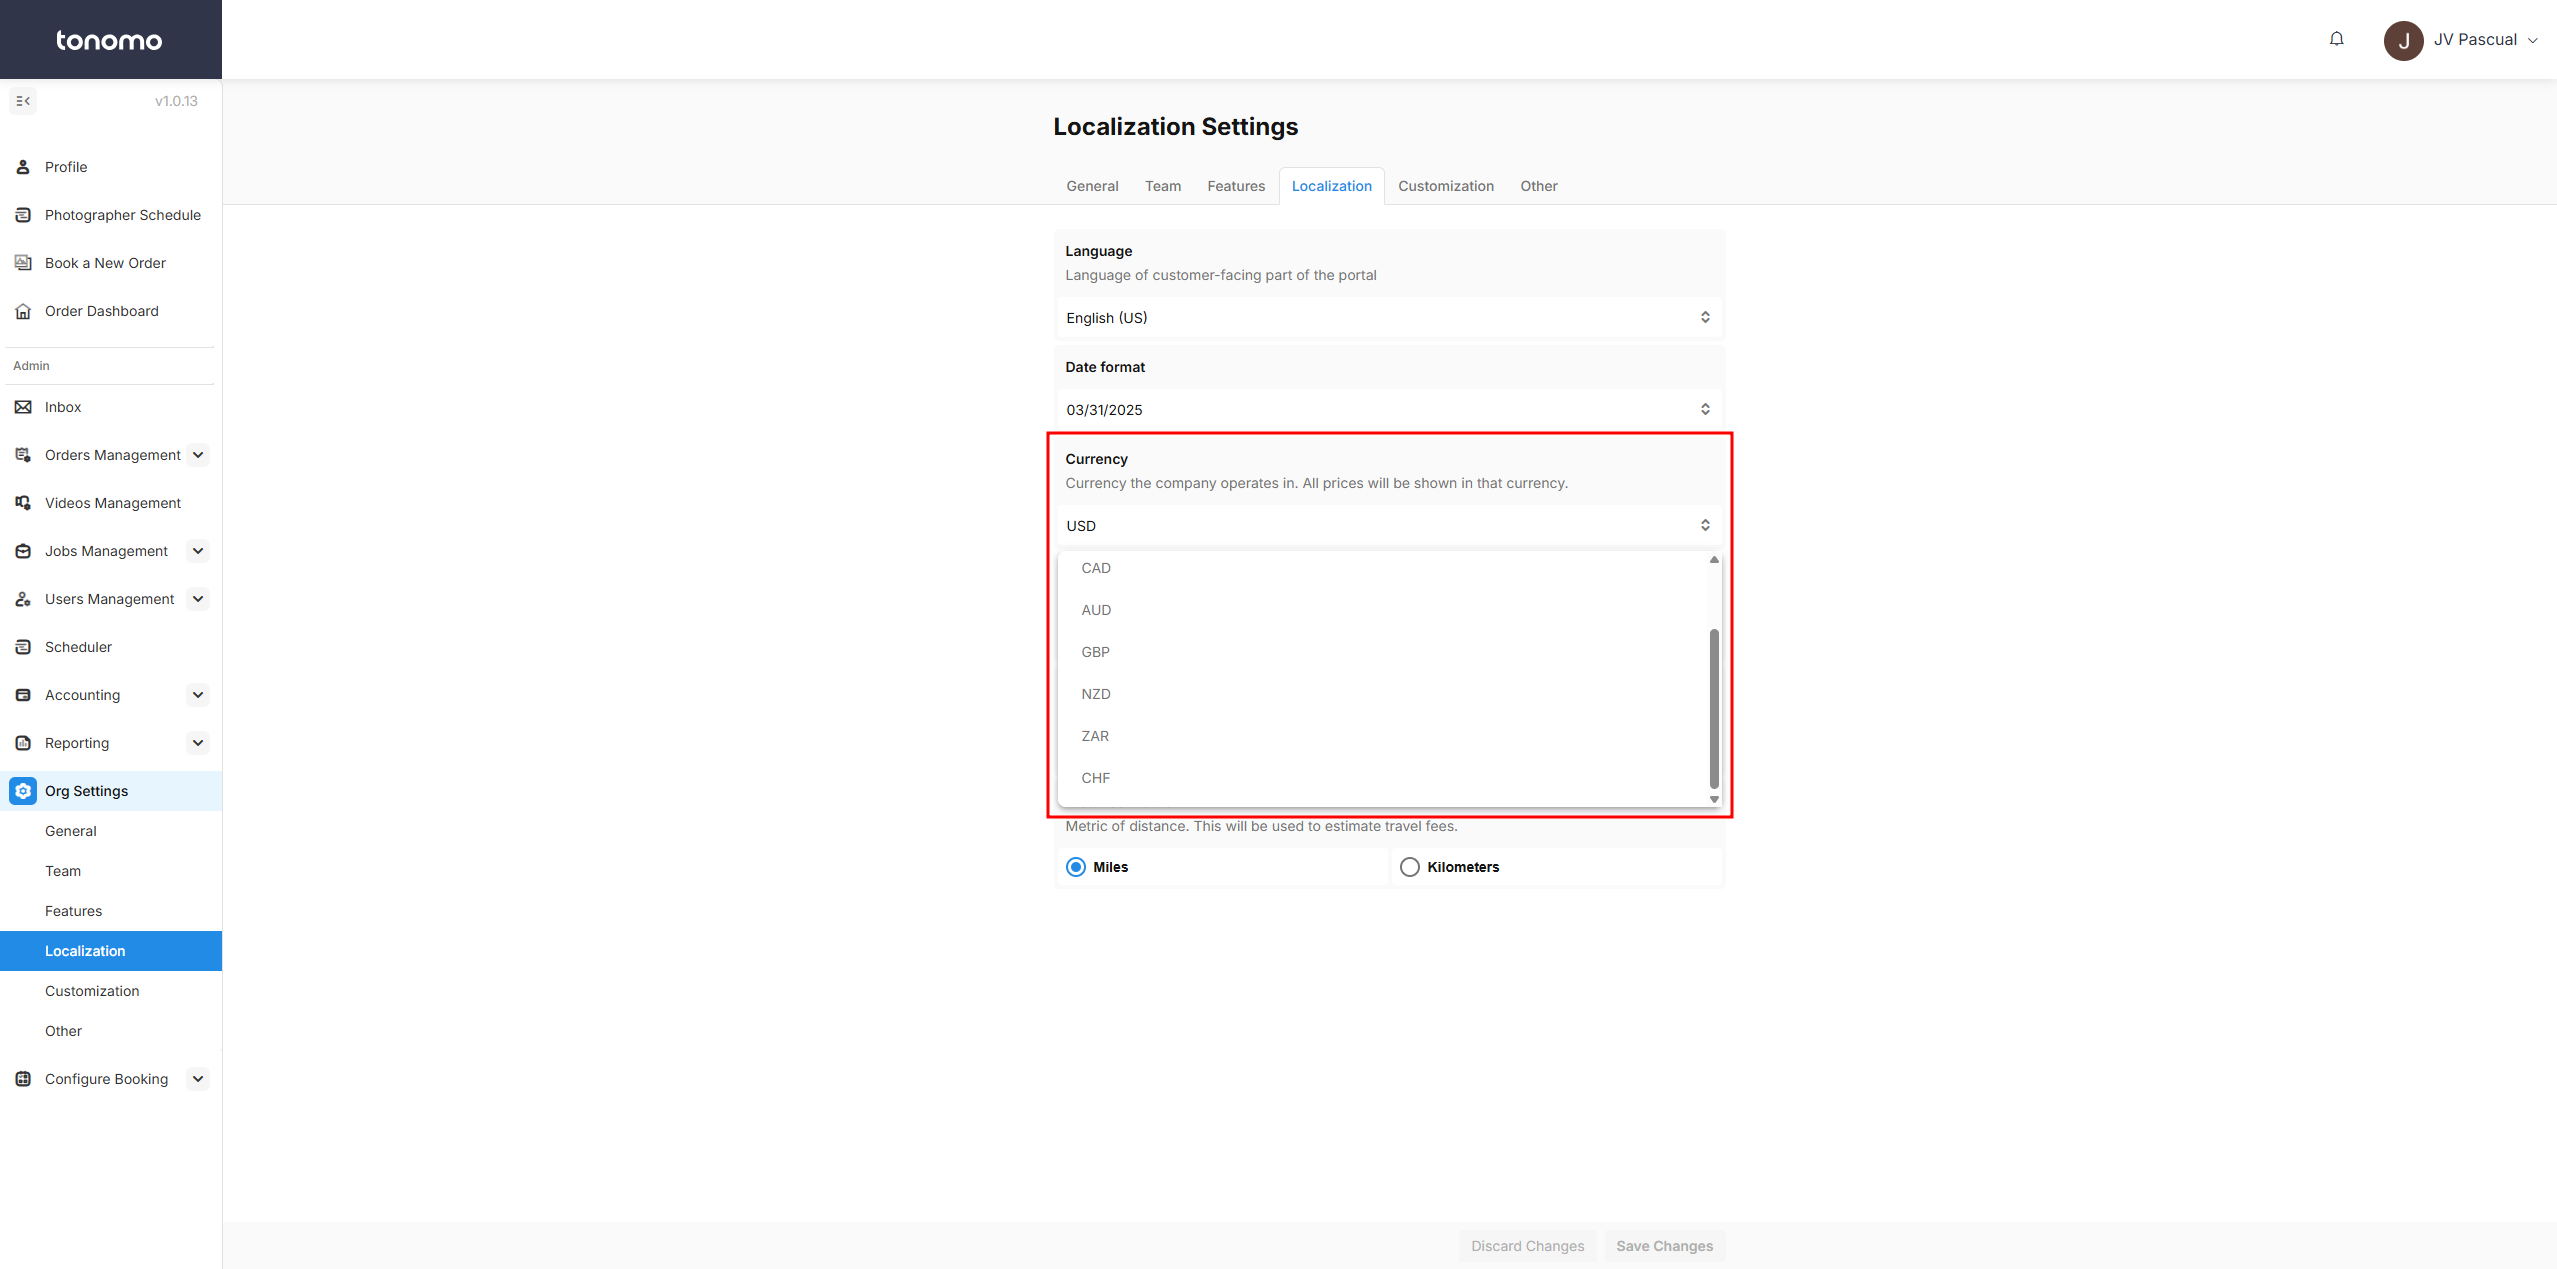 tonomo
J
JV Pascual
v1.0.13
Profile
Photographer Schedule
Book a New Order
Order Dashboard
Admin
Inbox
Orders Management
Videos Management
Jobs Management
Users Management
Scheduler
Accounting
Reporting
Org Settings
General
Team
Features
Localization
Customization
Other
Configure Booking
Localization Settings
General Team Features Localization Customization Other
Language
Language of customer-facing part of the portal
English (US)
Date format
03/31/2025
Currency
Currency the company operates in. All prices will be shown in that currency.
USD
CAD
AUD
GBP
NZD
ZAR
CHF
Metric of distance. This will be used to estimate travel fees.
Miles Kilometers
Discard Changes Save Changes